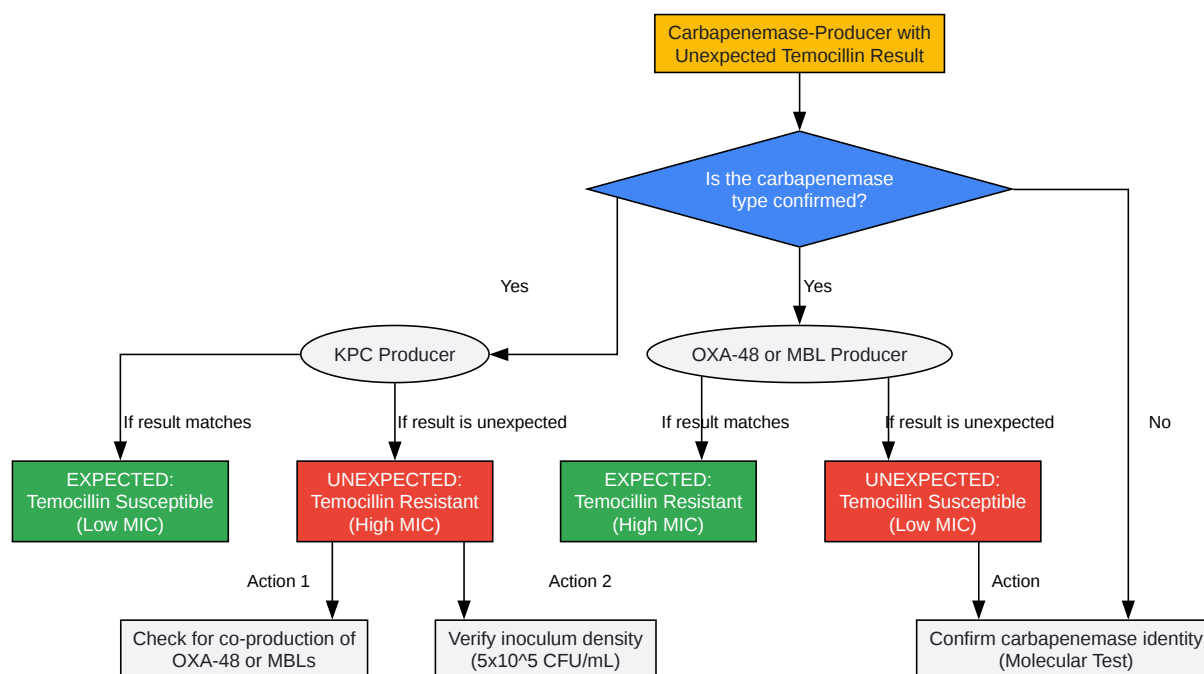 Carbapenemase-Producer with
Unexpected Temocillin Result
Is the carbapenemase
type confirmed?
Yes
Yes
KPC Producer
OXA-48 or MBL Producer
If result matches
If result is unexpected
If result matches
If result is unexpected
No
EXPECTED:
Temocillin Susceptible
(Low MIC)
UNEXPECTED:
Temocillin Resistant
(High MIC)
EXPECTED:
Temocillin Resistant
(High MIC)
UNEXPECTED:
Temocillin Susceptible
(Low MIC)
Action 1
Action 2
Action
Check for co-production of
OXA-48 or MBLs
Verify inoculum density
(5x10^5 CFU/mL)
Confirm carbapenemase identity
(Molecular Test)